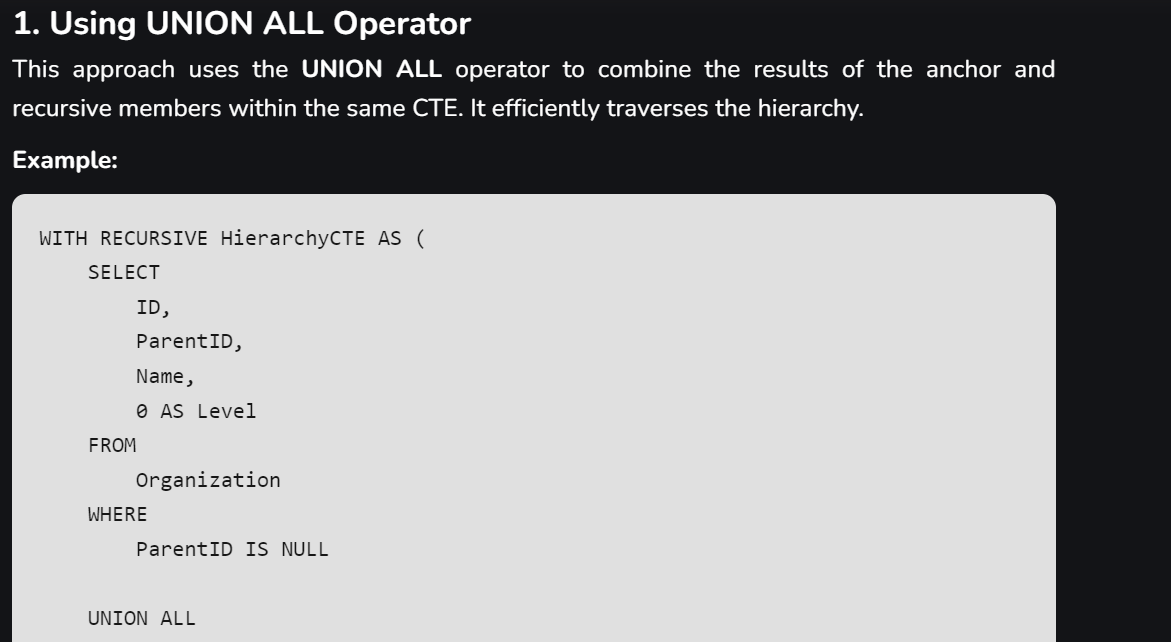 1. Using UNION ALL Operator
This approach uses the UNION ALL operator to combine the results of the anchor and
recursive members within the same CTE. It efficiently traverses the hierarchy.
Example:
WITH RECURSIVE HierarchyCTE AS (
    SELECT
        ID,
        ParentID,
        Name,
        0 AS Level
    FROM
        Organization
    WHERE
        ParentID IS NULL
    UNION ALL